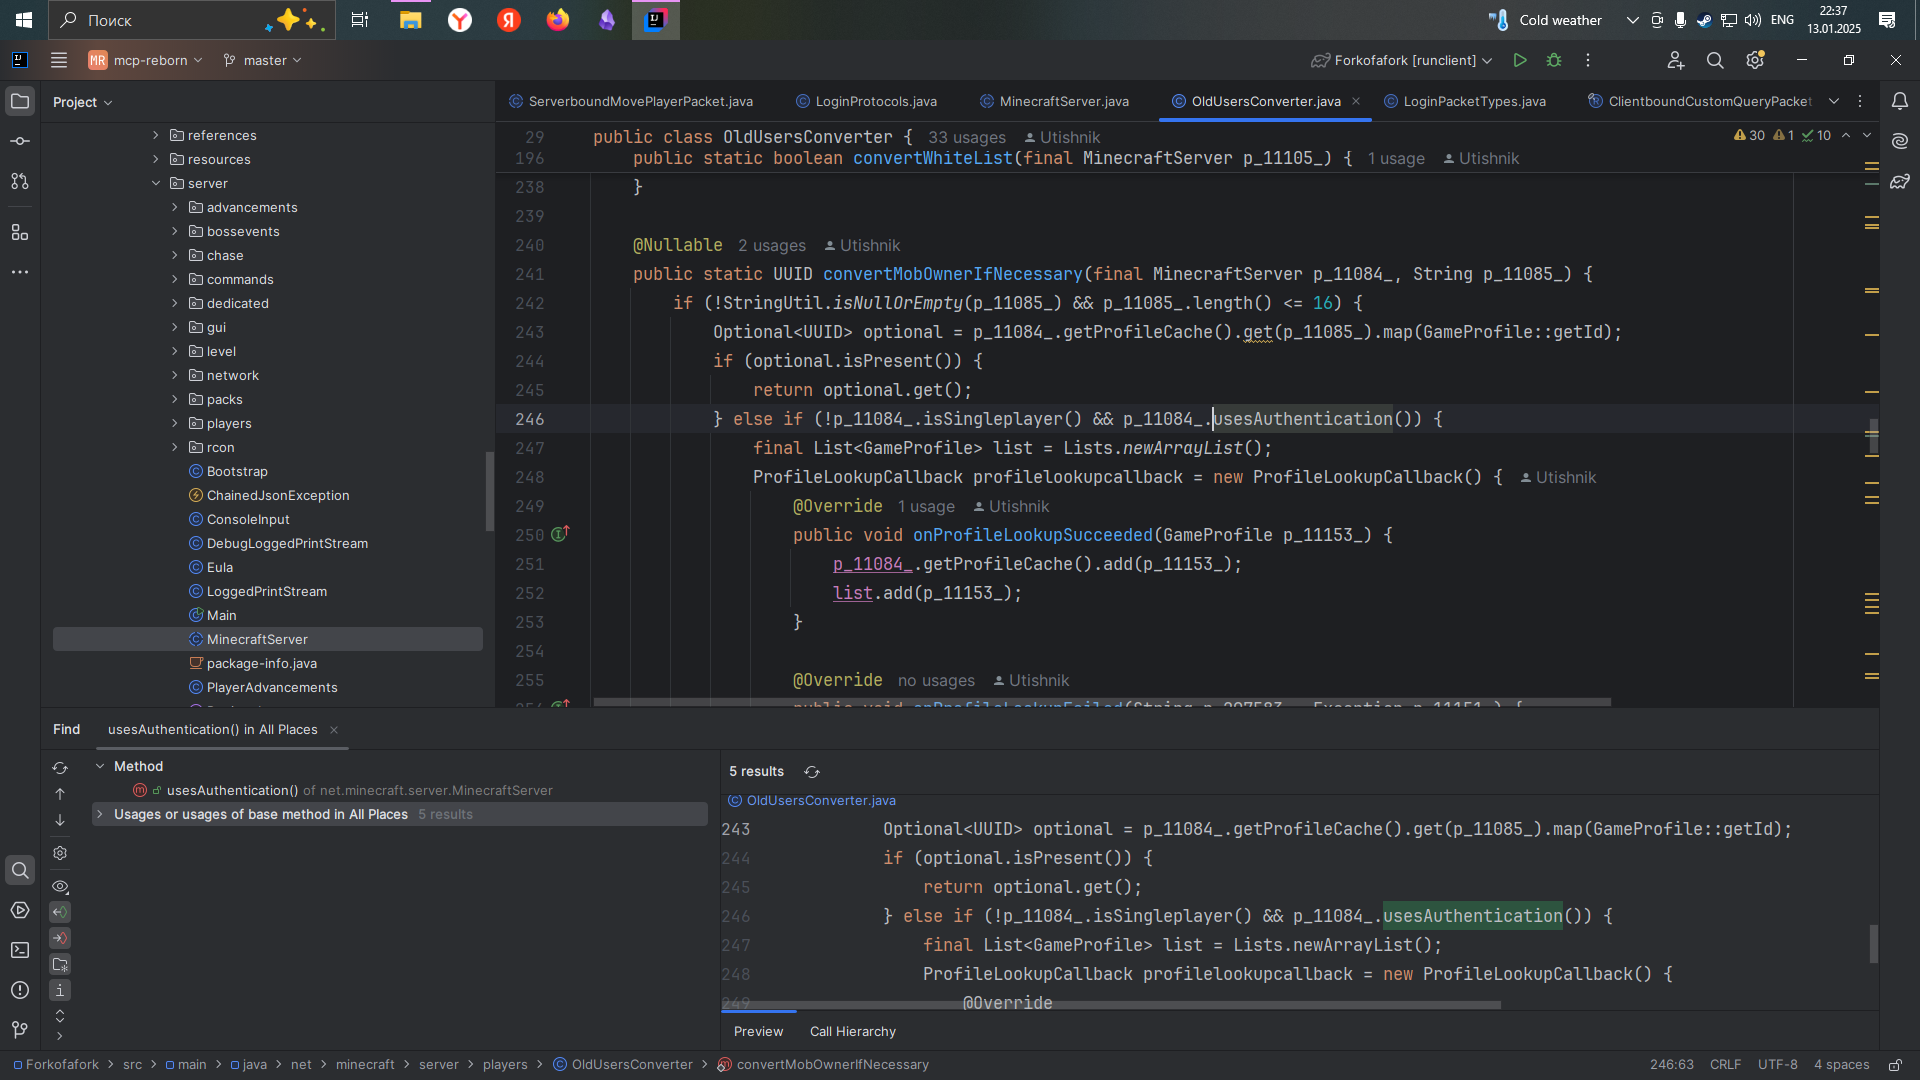 Поиск
Cold weather
ENG
22:37
13.01.2025
MR mcp-reborn
master
Forkofafork [runclient]
Project
ServerboundMovePlayerPacket.java
LoginProtocols.java
MinecraftServer.java
OldUsersConverter.java
LoginPacketTypes.java
ClientboundCustomQueryPacket
references
resources
server
advancements
bossevents
chase
commands
dedicated
gui
level
network
packs
players
rcon
Bootstrap
ChainedJsonException
ConsoleInput
DebugLoggedPrintStream
Eula
LoggedPrintStream
Main
MinecraftServer
package-info.java
PlayerAdvancements
30 1 10
29 public class OldUsersConverter { 33 usages Utishnik
196 public static boolean convertWhiteList(final MinecraftServer p_11105_) { 1 usage Utishnik
238 }
239
240 @Nullable 2 usages Utishnik
241 public static UUID convertMobOwnerIfNecessary(final MinecraftServer p_11084_, String p_11085_) {
242 if (!StringUtil.isNullOrEmpty(p_11085_) && p_11085_.length() <= 16) {
243 Optional<UUID> optional = p_11084_.getProfileCache().get(p_11085_).map(GameProfile::getId);
244 if (optional.isPresent()) {
245 return optional.get();
246 } else if (!p_11084_.isSingleplayer() && p_11084_.usesAuthentication()) {
247 final List<GameProfile> list = Lists.newArrayList();
248 ProfileLookupCallback profilelookupcallback = new ProfileLookupCallback() { Utishnik
249 @Override 1 usage Utishnik
250 public void onProfileLookupSucceeded(GameProfile p_11153_) {
251 p_11084_.getProfileCache().add(p_11153_);
252 list.add(p_11153_);
253 }
254
255 @Override no usages Utishnik
Find
usesAuthentication() in All Places
Method
usesAuthentication() of net.minecraft.server.MinecraftServer
Usages or usages of base method in All Places 5 results
5 results
OldUsersConverter.java
243 Optional<UUID> optional = p_11084_.getProfileCache().get(p_11085_).map(GameProfile::getId);
244 if (optional.isPresent()) {
245 return optional.get();
246 } else if (!p_11084_.isSingleplayer() && p_11084_.usesAuthentication()) {
247 final List<GameProfile> list = Lists.newArrayList();
248 ProfileLookupCallback profilelookupcallback = new ProfileLookupCallback() {
249 @Override
Preview
Call Hierarchy
Forkofafork > src > main > java > net > minecraft > server > players > OldUsersConverter > convertMobOwnerIfNecessary
246:63 CRLF UTF-8 4 spaces